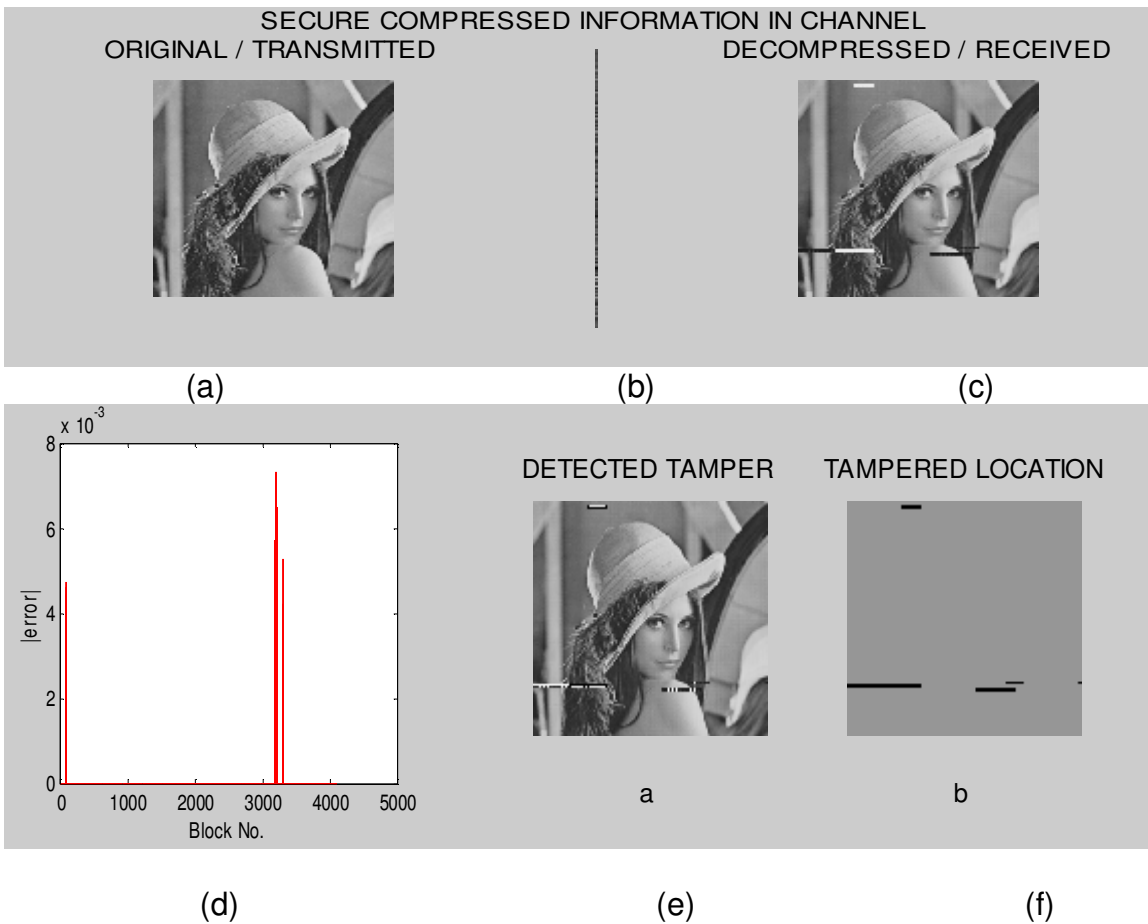 SECURE COMPRESSED INFORMATION IN CHANNEL
ORIGINAL / TRANSMITTED
DECOMPRESSED / RECEIVED
(a)
(b)
(c)
x 10-3
8
6
4
2
0
|error|
0 1000 2000 3000 4000 5000
Block No.
DETECTED TAMPER
TAMPERED LOCATION
a
b
(d)
(e)
(f)